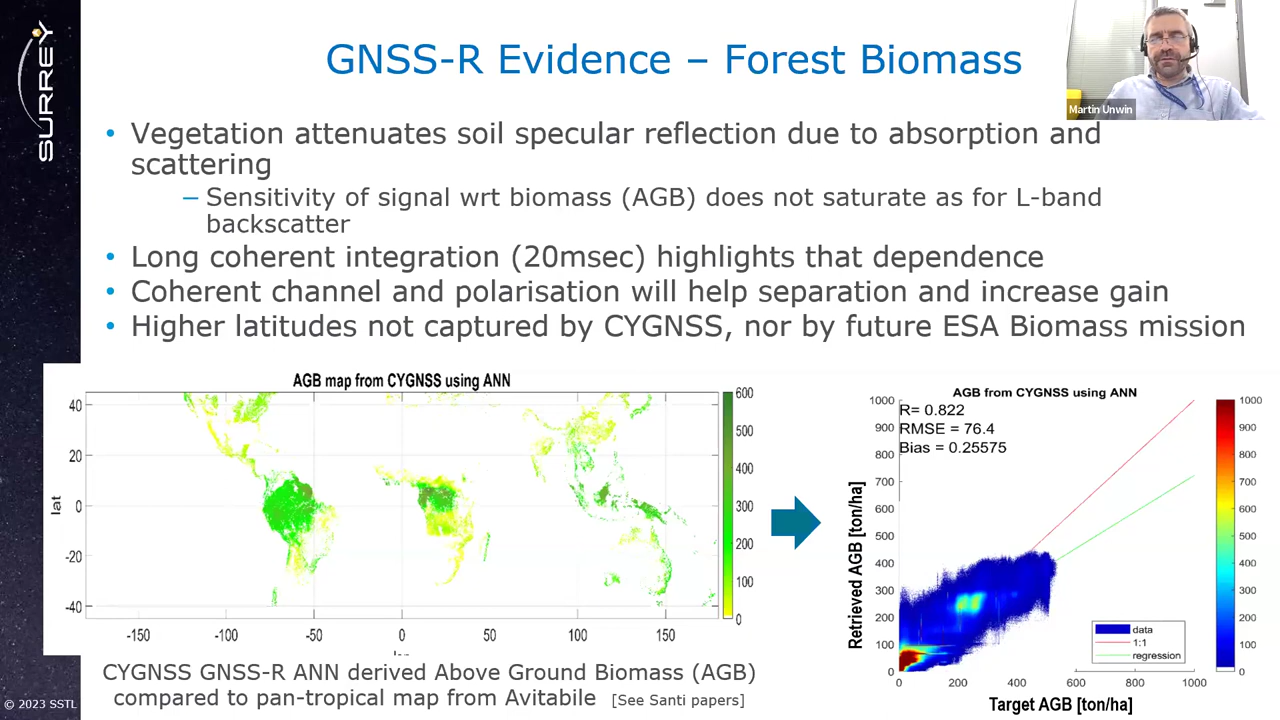 SURREY
GNSS-R Evidence – Forest Biomass
Martin Unwin
• Vegetation attenuates soil specular reflection due to absorption and
scattering
– Sensitivity of signal wrt biomass (AGB) does not saturate as for L-band
backscatter
• Long coherent integration (20msec) highlights that dependence
• Coherent channel and polarisation will help separation and increase gain
• Higher latitudes not captured by CYGNSS, nor by future ESA Biomass mission
AGB map from CYGNSS using ANN
40
20
0
-20
-40
lat
-150 -100 -50 0 50 100 150
600
500
400
300
200
100
0
AGB from CYGNSS using ANN
R= 0.822
RMSE = 76.4
Bias = 0.25575
1000
900
800
700
600
500
400
300
200
100
0
Retrieved AGB [ton/ha]
data
1:1
regression
0 200 400 600 800 1000
Target AGB [ton/ha]
1000
900
800
700
600
500
400
300
200
100
0
CYGNSS GNSS-R ANN derived Above Ground Biomass (AGB)
compared to pan-tropical map from Avitabile [See Santi papers]
© 2023 SSTL